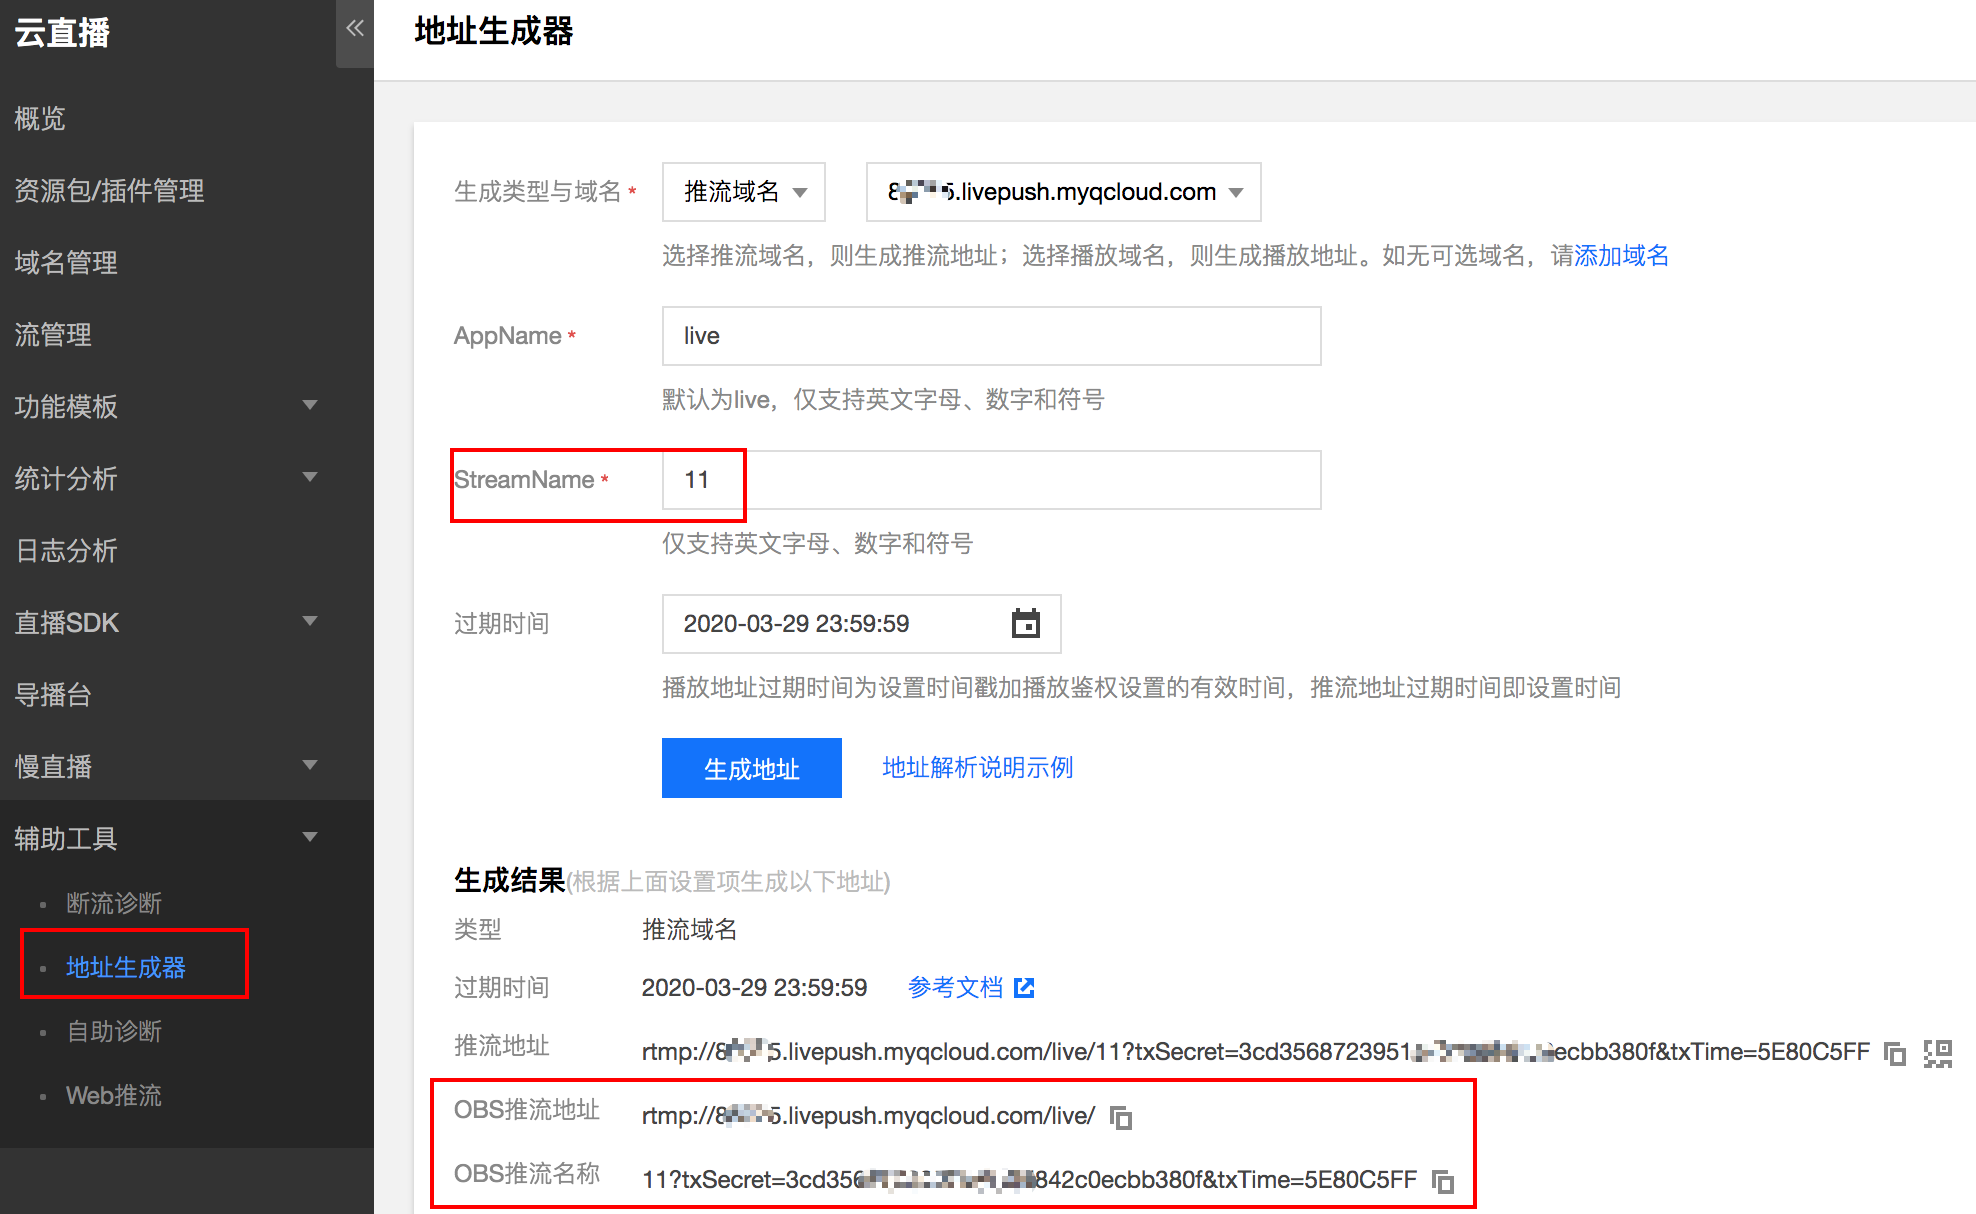 云直播
概览
资源包/插件管理
域名管理
流管理
功能模板
统计分析
日志分析
直播SDK
导播台
慢直播
辅助工具
断流诊断
地址生成器
自助诊断
Web推流
地址生成器
生成类型与域名* 推流域名 8 5.livepush.myqcloud.com
选择推流域名，则生成推流地址；选择播放域名，则生成播放地址。如无可选域名，请添加域名
AppName* live
默认为live，仅支持英文字母、数字和符号
StreamName* 11
仅支持英文字母、数字和符号
过期时间 2020-03-29 23:59:59
播放地址过期时间为设置时间戳加播放鉴权设置的有效时间，推流地址过期时间即设置时间
生成地址 地址解析说明示例
生成结果(根据上面设置项生成以下地址)
类型 推流域名
过期时间 2020-03-29 23:59:59 参考文档
推流地址 rtmp://8 5.livepush.myqcloud.com/live/11?txSecret=3cd3568723951 ecbb380f&txTime=5E80C5FF
OBS推流地址 rtmp://8 5.livepush.myqcloud.com/live/
OBS推流名称 11?txSecret=3cd356 842c0ecbb380f&txTime=5E80C5FF